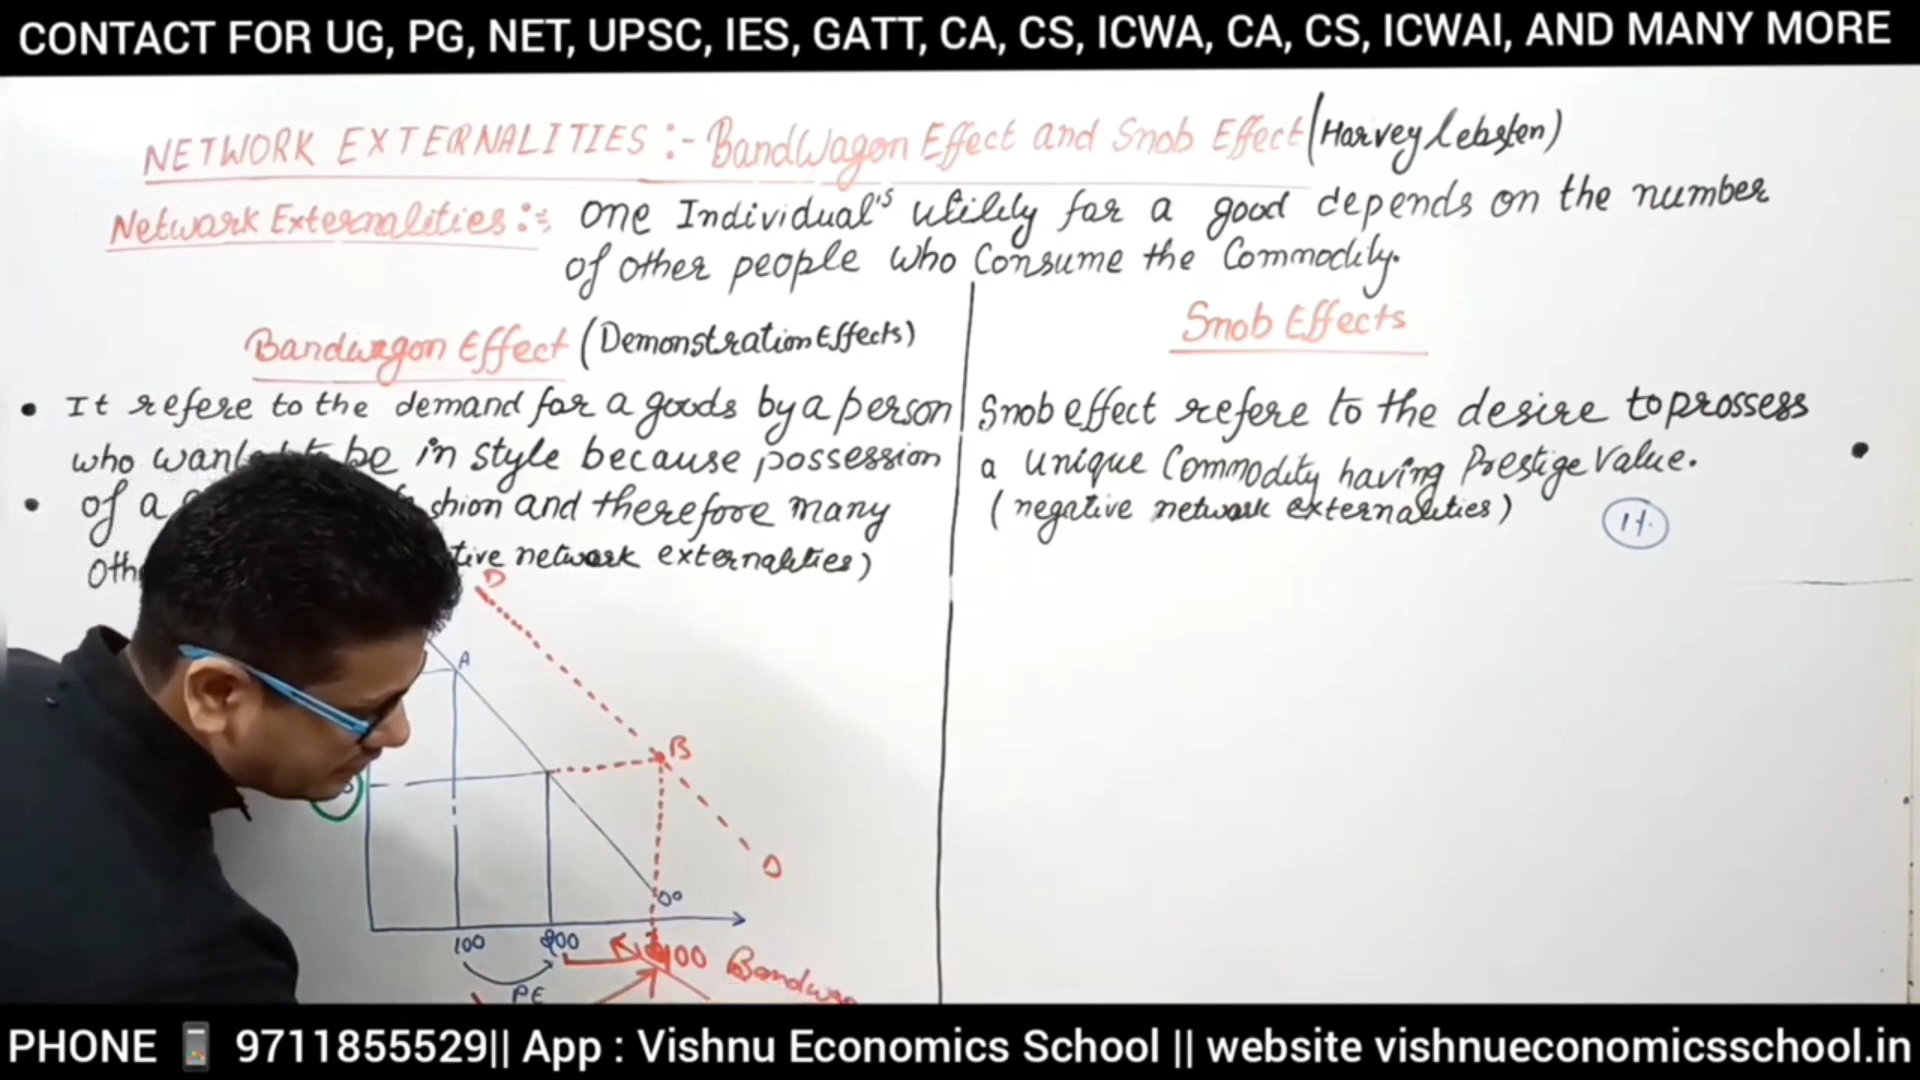 CONTACT FOR UG, PG, NET, UPSC, IES, GATT, CA, CS, ICWA, CA, CS, ICWAI, AND MANY MORE
NETWORK EXTERNALITIES :- BandWagon Effect and Snob Effect (Harvey Lebsten)
Network Externalities :- One Individual's utility for a good depends on the number
of other people who Consume the Commodity.
Bandwagon Effect (Demonstration Effects)
• It refere to the demand for a goods by a person
who to be in style because possession
• of a and therefore many
network externalities)
Snob Effects
Snob effect refere to the desire to prossess
a unique Commodity having Prestige Value.
(negative network externalities)
D
A
B
D
100
PE
PHONE 9711855529|| App : Vishnu Economics School || website vishnueconomicsschool.in